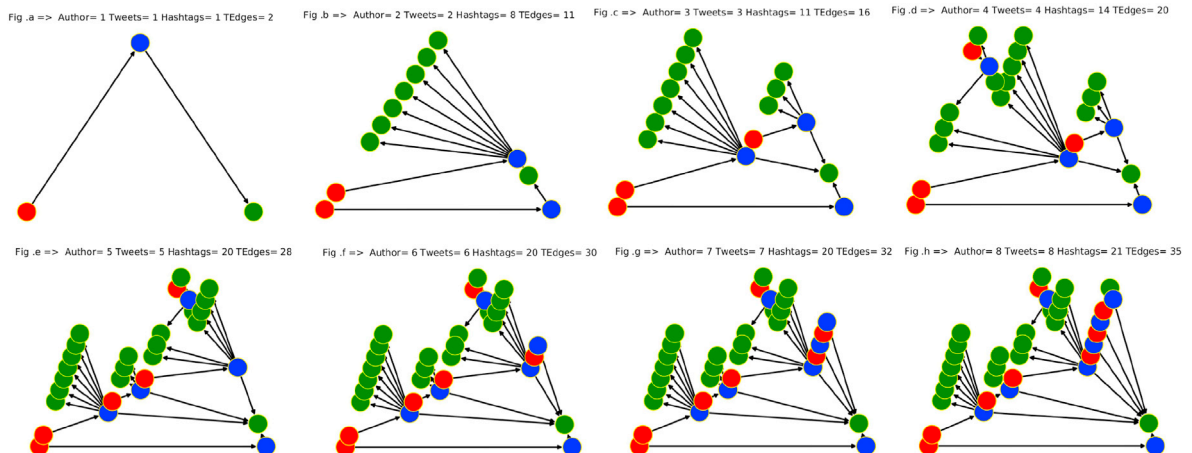 Fig .a => Author= 1 Tweets= 1 Hashtags= 1 TEdges= 2
Fig .b => Author= 2 Tweets= 2 Hashtags= 8 TEdges= 11
Fig .c => Author= 3 Tweets= 3 Hashtags= 11 TEdges= 16
Fig .d => Author= 4 Tweets= 4 Hashtags= 14 TEdges= 20
Fig .e => Author= 5 Tweets= 5 Hashtags= 20 TEdges= 28
Fig .f => Author= 6 Tweets= 6 Hashtags= 20 TEdges= 30
Fig .g => Author= 7 Tweets= 7 Hashtags= 20 TEdges= 32
Fig .h => Author= 8 Tweets= 8 Hashtags= 21 TEdges= 35